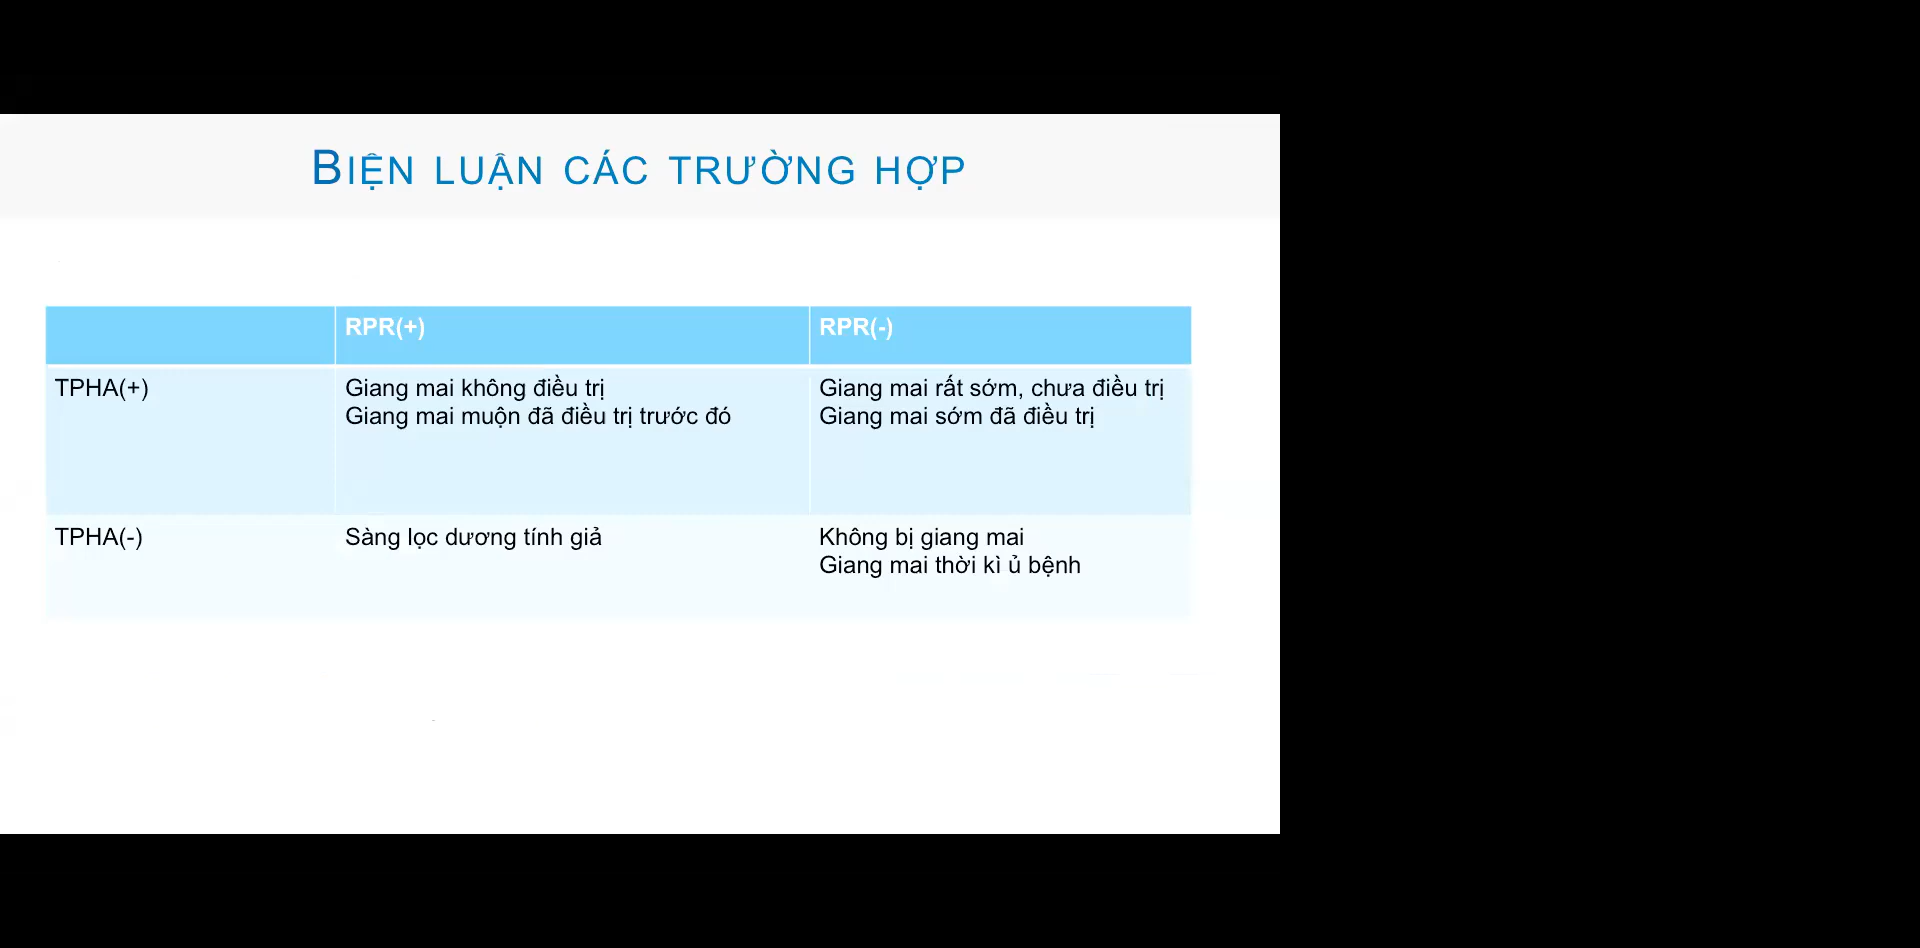 BIỆN LUẬN CÁC TRƯỜNG HỢP
RPR(+) RPR(-)
TPHA(+) Giang mai không điều trị Giang mai rất sớm, chưa điều trị
Giang mai muộn đã điều trị trước đó Giang mai sớm đã điều trị
TPHA(-) Sàng lọc dương tính giả Không bị giang mai
Giang mai thời kì ủ bệnh